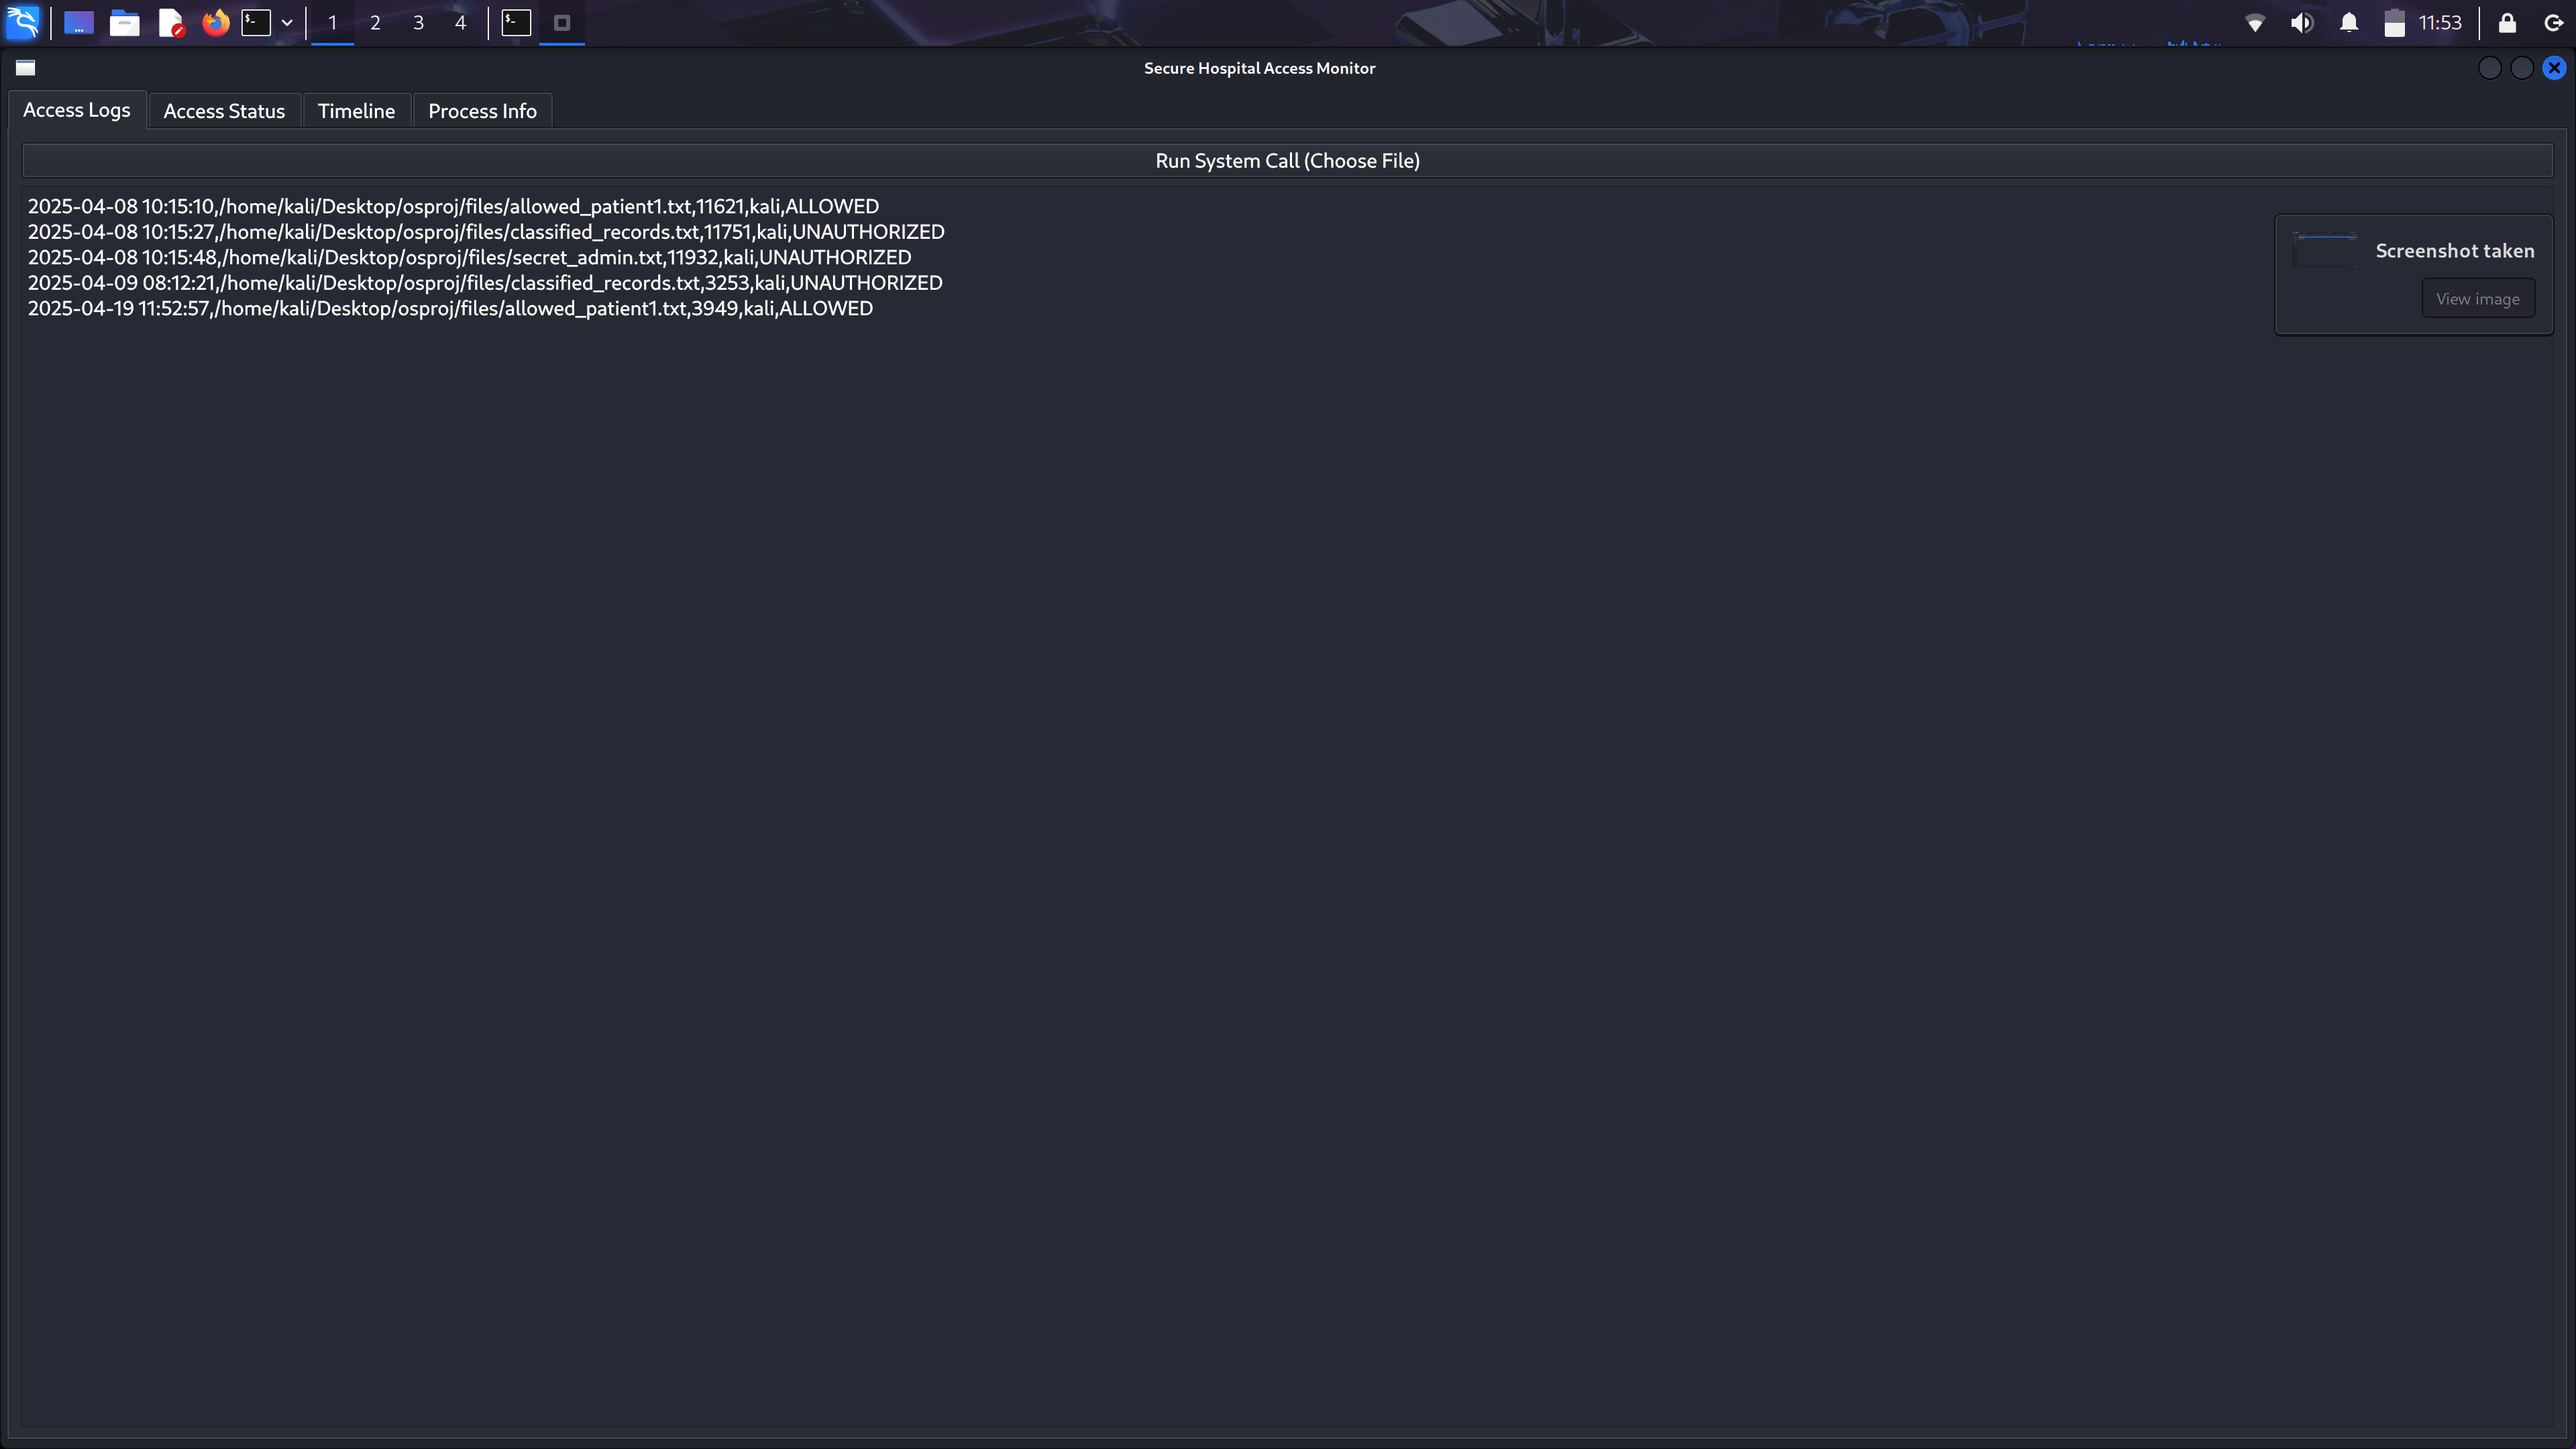 1 2 3 4 11:53
Secure Hospital Access Monitor
Access Logs Access Status Timeline Process Info
Run System Call (Choose File)
2025-04-08 10:15:10,/home/kali/Desktop/osproj/files/allowed_patient1.txt,11621,kali,ALLOWED
2025-04-08 10:15:27,/home/kali/Desktop/osproj/files/classified_records.txt,11751,kali,UNAUTHORIZED
2025-04-08 10:15:48,/home/kali/Desktop/osproj/files/secret_admin.txt,11932,kali,UNAUTHORIZED
2025-04-09 08:12:21,/home/kali/Desktop/osproj/files/classified_records.txt,3253,kali,UNAUTHORIZED
2025-04-19 11:52:57,/home/kali/Desktop/osproj/files/allowed_patient1.txt,3949,kali,ALLOWED
Screenshot taken
View image